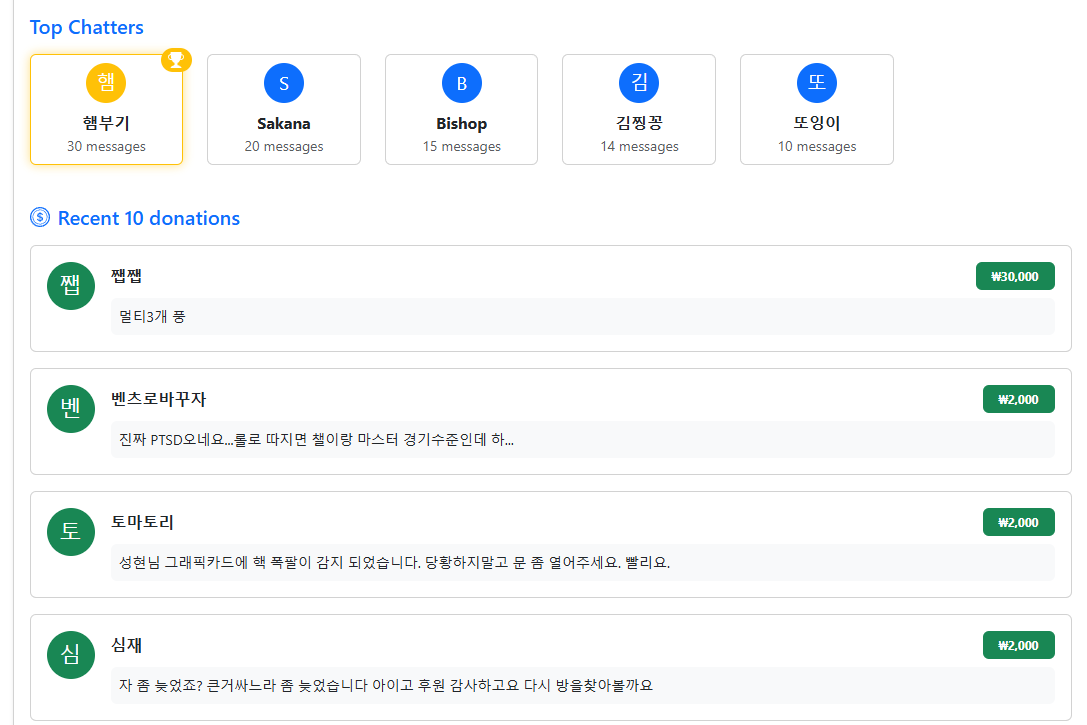 Top Chatters
햄
햄부기
30 messages
S
Sakana
20 messages
B
Bishop
15 messages
김
김찡꽁
14 messages
또
또잉이
10 messages
Recent 10 donations
쨉
쨉쨉
₩30,000
멀티3개 풍
벤
벤츠로바꾸자
₩2,000
진짜 PTSD오네요...롤로 따지면 챌이랑 마스터 경기수준인데 하...
토
토마토리
₩2,000
성현님 그래픽카드에 핵 폭팔이 감지 되었습니다. 당황하지말고 문 좀 열어주세요. 빨리요.
심
심재
₩2,000
자 좀 늦었죠? 큰거싸느라 좀 늦었습니다 아이고 후원 감사하고요 다시 방을찾아볼까요